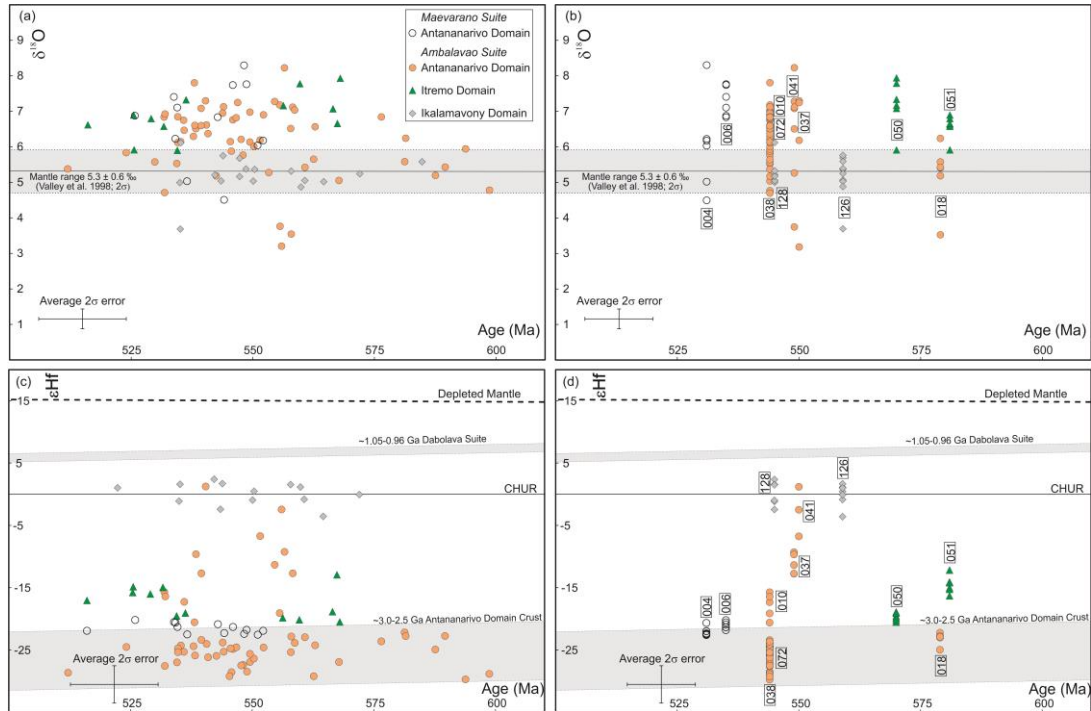 (a)
δ18O
9
8
7
6
5
4
3
2
1
Maevarano Suite
Antananarivo Domain
Ambalavao Suite
Antananarivo Domain
Itremo Domain
Ikalamavony Domain
Mantle range 5.3 ± 0.6 ‰
(Valley et al. 1998; 2σ)
Average 2σ error
Age (Ma)
525
550
575
600
(b)
δ18O
9
8
7
6
5
4
3
2
1
004
006
038
072
010
128
041
037
126
050
018
051
Mantle range 5.3 ± 0.6 ‰
(Valley et al. 1998; 2σ)
Average 2σ error
Age (Ma)
525
550
575
600
(c)
εHf
15
5
-5
-15
-25
Depleted Mantle
~1.05-0.96 Ga Dabolava Suite
CHUR
~3.0-2.5 Ga Antananarivo Domain Crust
Average 2σ error
Age (Ma)
525
550
575
600
(d)
εHf
15
5
-5
-15
-25
Depleted Mantle
~1.05-0.96 Ga Dabolava Suite
128
126
CHUR
041
037
051
004
006
010
050
~3.0-2.5 Ga Antananarivo Domain Crust
072
018
038
Average 2σ error
Age (Ma)
525
550
575
600